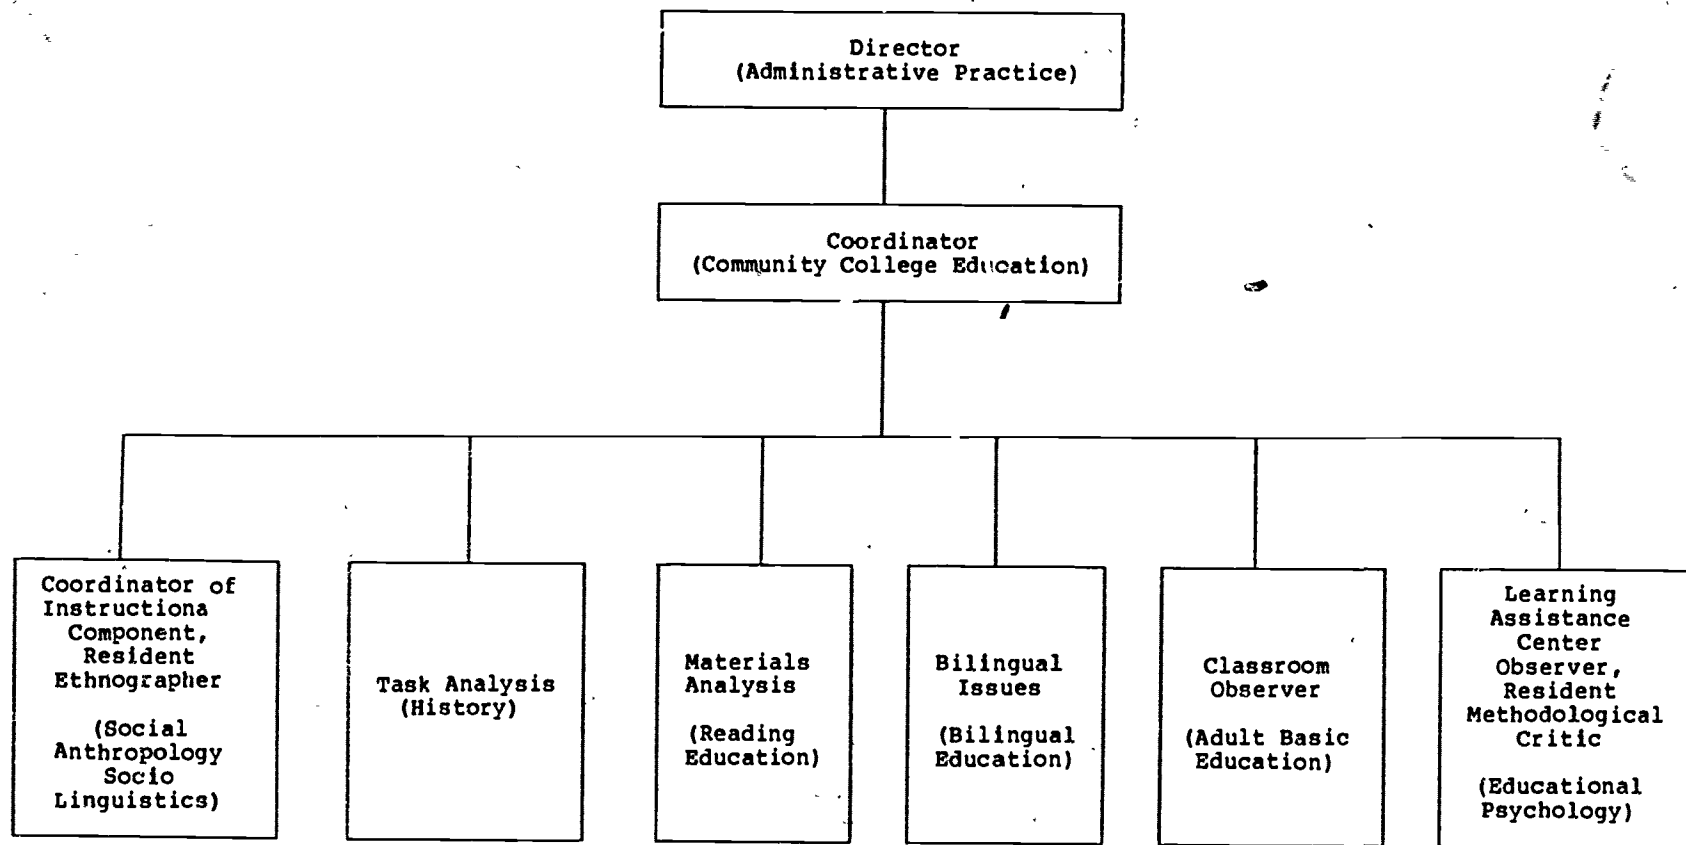 Director
(Administrative Practice)
Coordinator
(Community College Education)
Coordinator of
Instructiona
Component,
Resident
Ethnographer
(Social
Anthropology
Socio
Linguistics)
Task Analysis
(History)
Materials
Analysis
(Reading
Education)
Bilingual
Issues
(Bilingual
Education)
Classroom
Observer
(Adult Basic
Education)
Learning
Assistance
Center
Observer,
Resident
Methodological
Critic
(Educational
Psychology)